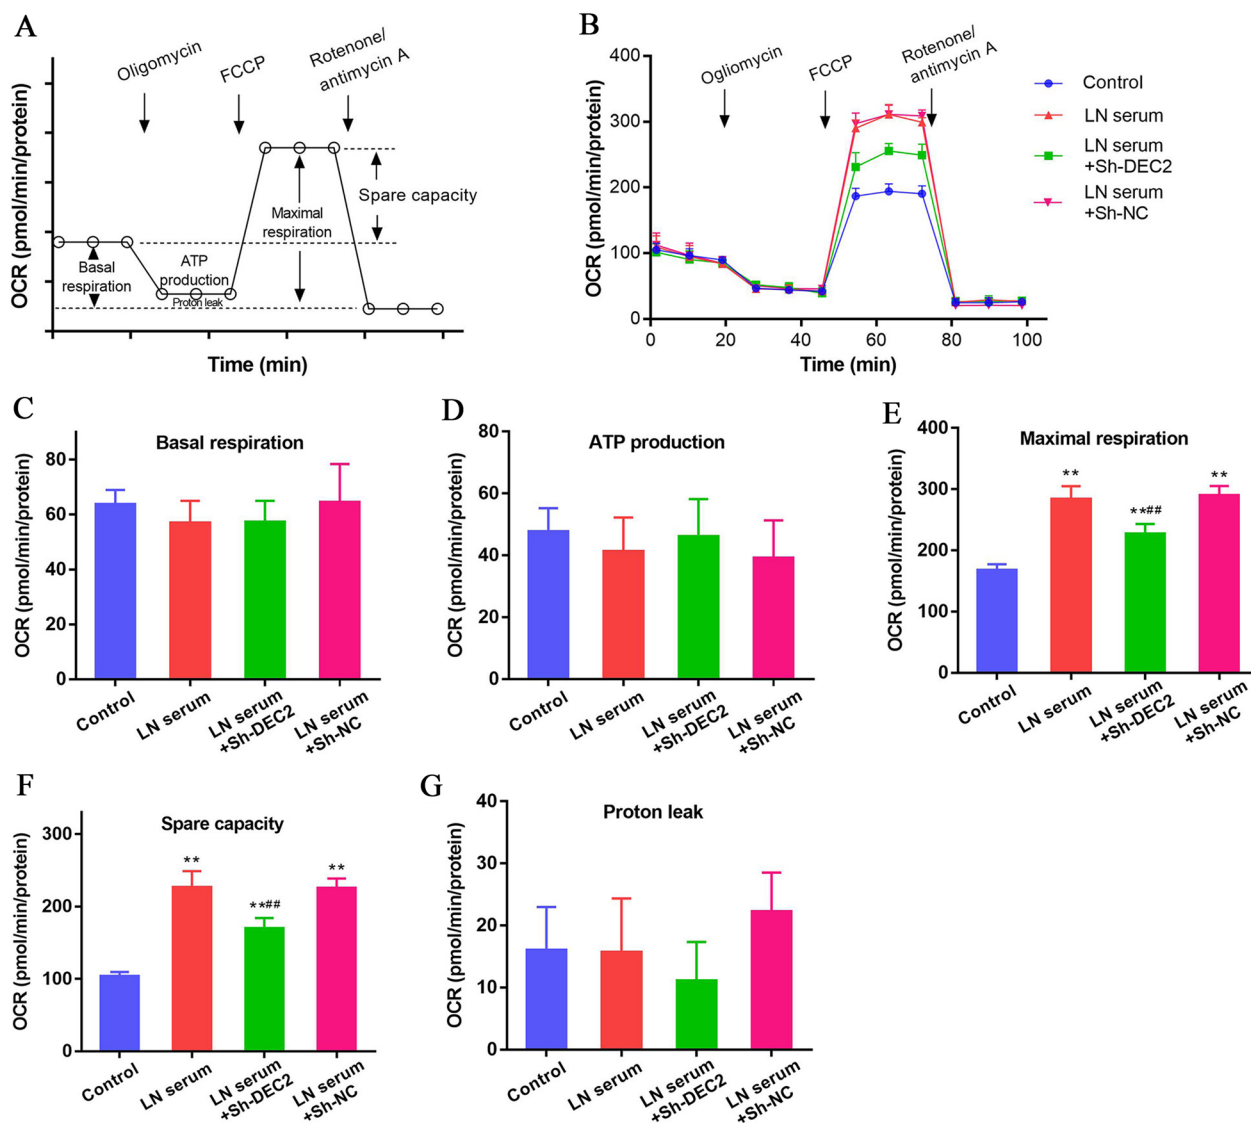 A
Oligomycin
FCCP
Rotenone/
antimycin A
OCR (pmol/min/protein)
Basal
respiration
ATP
production
Proton leak
Maximal
respiration
Spare capacity
Time (min)
B
400
300
200
100
0
Ogliomycin
FCCP
Rotenone/
antimycin A
OCR (pmol/min/protein)
0 20 40 60 80 100
Time (min)
Control
LN serum
LN serum
+Sh-DEC2
LN serum
+Sh-NC
C
Basal respiration
OCR (pmol/min/protein)
80
60
40
20
0
Control
LN serum
LN serum
+Sh-DEC2
LN serum
+Sh-NC
D
ATP production
OCR (pmol/min/protein)
80
60
40
20
0
Control
LN serum
LN serum
+Sh-DEC2
LN serum
+Sh-NC
E
Maximal respiration
OCR (pmol/min/protein)
400
300
200
100
0
**
**##
**
Control
LN serum
LN serum
+Sh-DEC2
LN serum
+Sh-NC
F
Spare capacity
OCR (pmol/min/protein)
300
200
100
0
**
**##
**
Control
LN serum
LN serum
+Sh-DEC2
LN serum
+Sh-NC
G
Proton leak
OCR (pmol/min/protein)
40
30
20
10
0
Control
LN serum
LN serum
+Sh-DEC2
LN serum
+Sh-NC